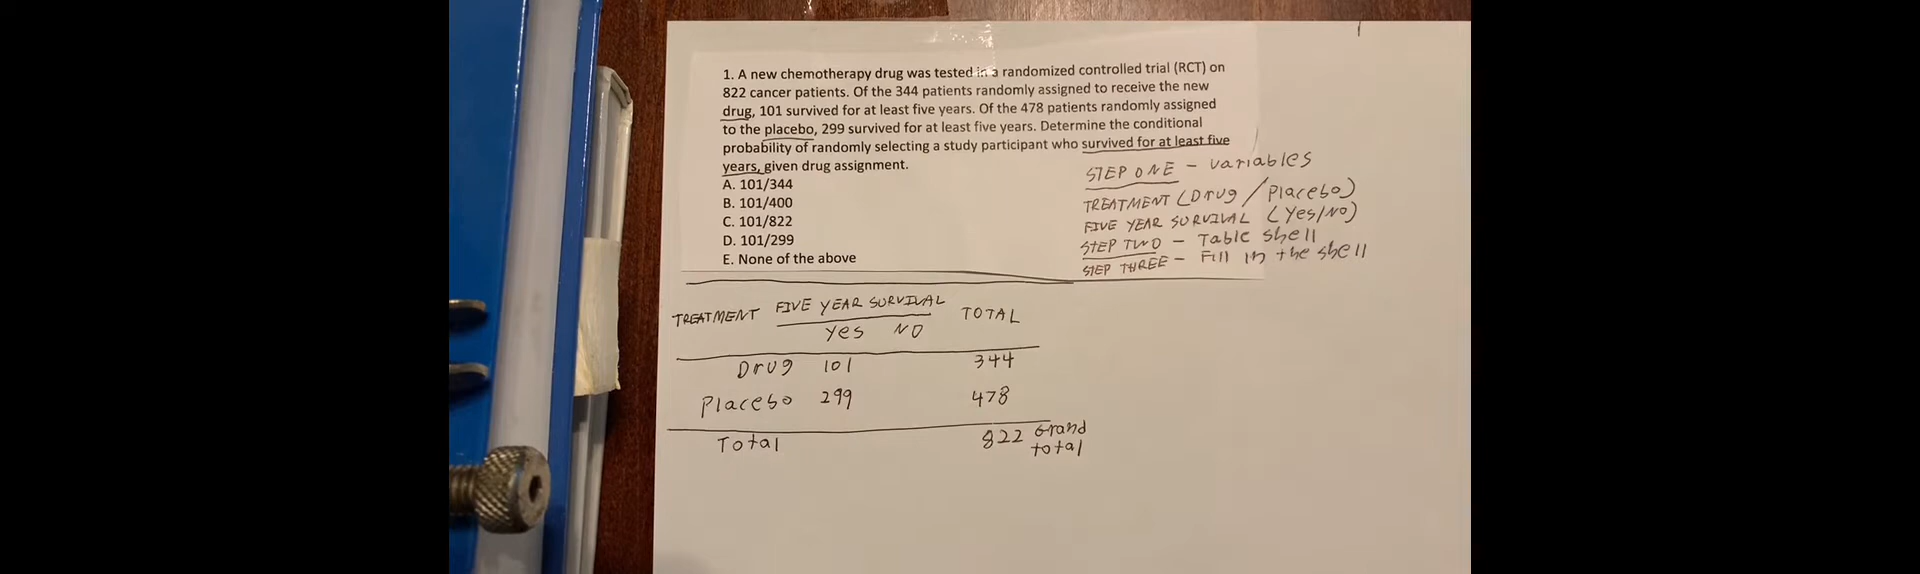 1. A new chemotherapy drug was tested in a randomized controlled trial (RCT) on
822 cancer patients. Of the 344 patients randomly assigned to receive the new
drug, 101 survived for at least five years. Of the 478 patients randomly assigned
to the placebo, 299 survived for at least five years. Determine the conditional
probability of randomly selecting a study participant who survived for at least five
years, given drug assignment.
A. 101/344
B. 101/400
C. 101/822
D. 101/299
E. None of the above
STEP ONE - variables
TREATMENT (Drug / Placebo)
FIVE YEAR SURVIVAL (Yes/No)
STEP TWO - Table shell
STEP THREE - Fill in the shell
TREATMENT FIVE YEAR SURVIVAL TOTAL
Yes NO
Drug 101 344
Placebo 299 478
Total 822 Grand
total